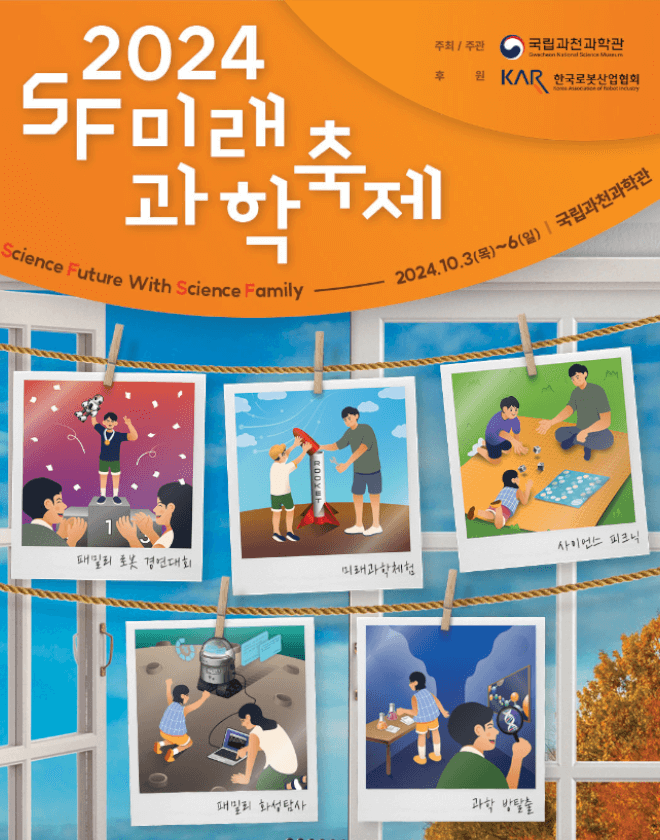 2024
SF미래
과학축제
주최 / 주관 국립과천과학관
Gwacheon National Science Museum
후 원 KAR 한국로봇산업협회
Korea Association of Robot Industry
Science Future With Science Family
2024.10.3(목)~6(일) | 국립과천과학관
1
3
패밀리 로봇 경연대회
ROCKET
미래과학체험
사이언스 피크닉
패밀리 화성탐사
과학 방탈출